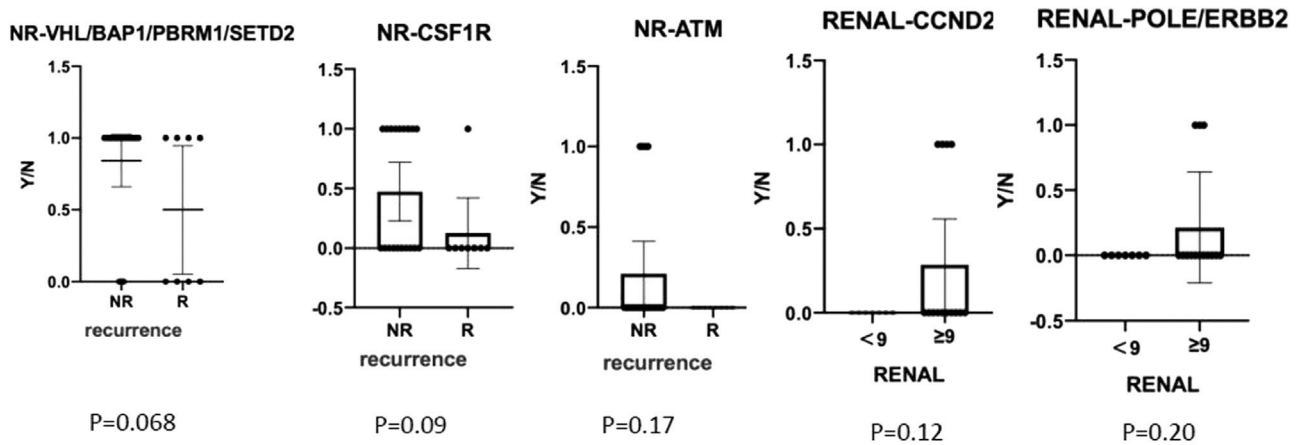 NR-VHL/BAP1/PBRM1/SETD2
1.5
1.0
0.5
0.0
Y/N
NR
R
recurrence
P=0.068
NR-CSF1R
1.5
1.0
0.5
0.0
-0.5
Y/N
NR
R
recurrence
P=0.09
NR-ATM
1.5
1.0
0.5
0.0
Y/N
NR
R
recurrence
P=0.17
RENAL-CCND2
1.5
1.0
0.5
0.0
Y/N
<9
≥9
RENAL
P=0.12
RENAL-POLE/ERBB2
1.5
1.0
0.5
0.0
-0.5
Y/N
<9
≥9
RENAL
P=0.20